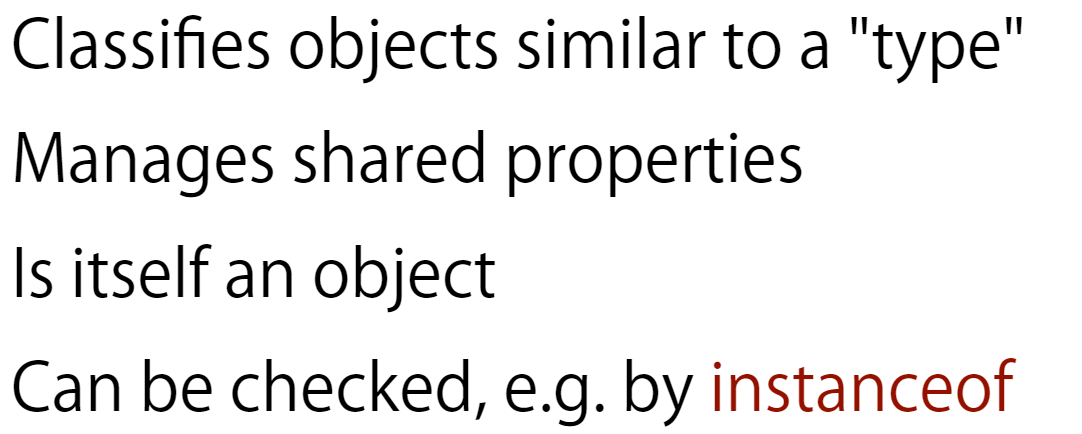 Classifies objects similar to a "type"
Manages shared properties
Is itself an object
Can be checked, e.g. by instanceof